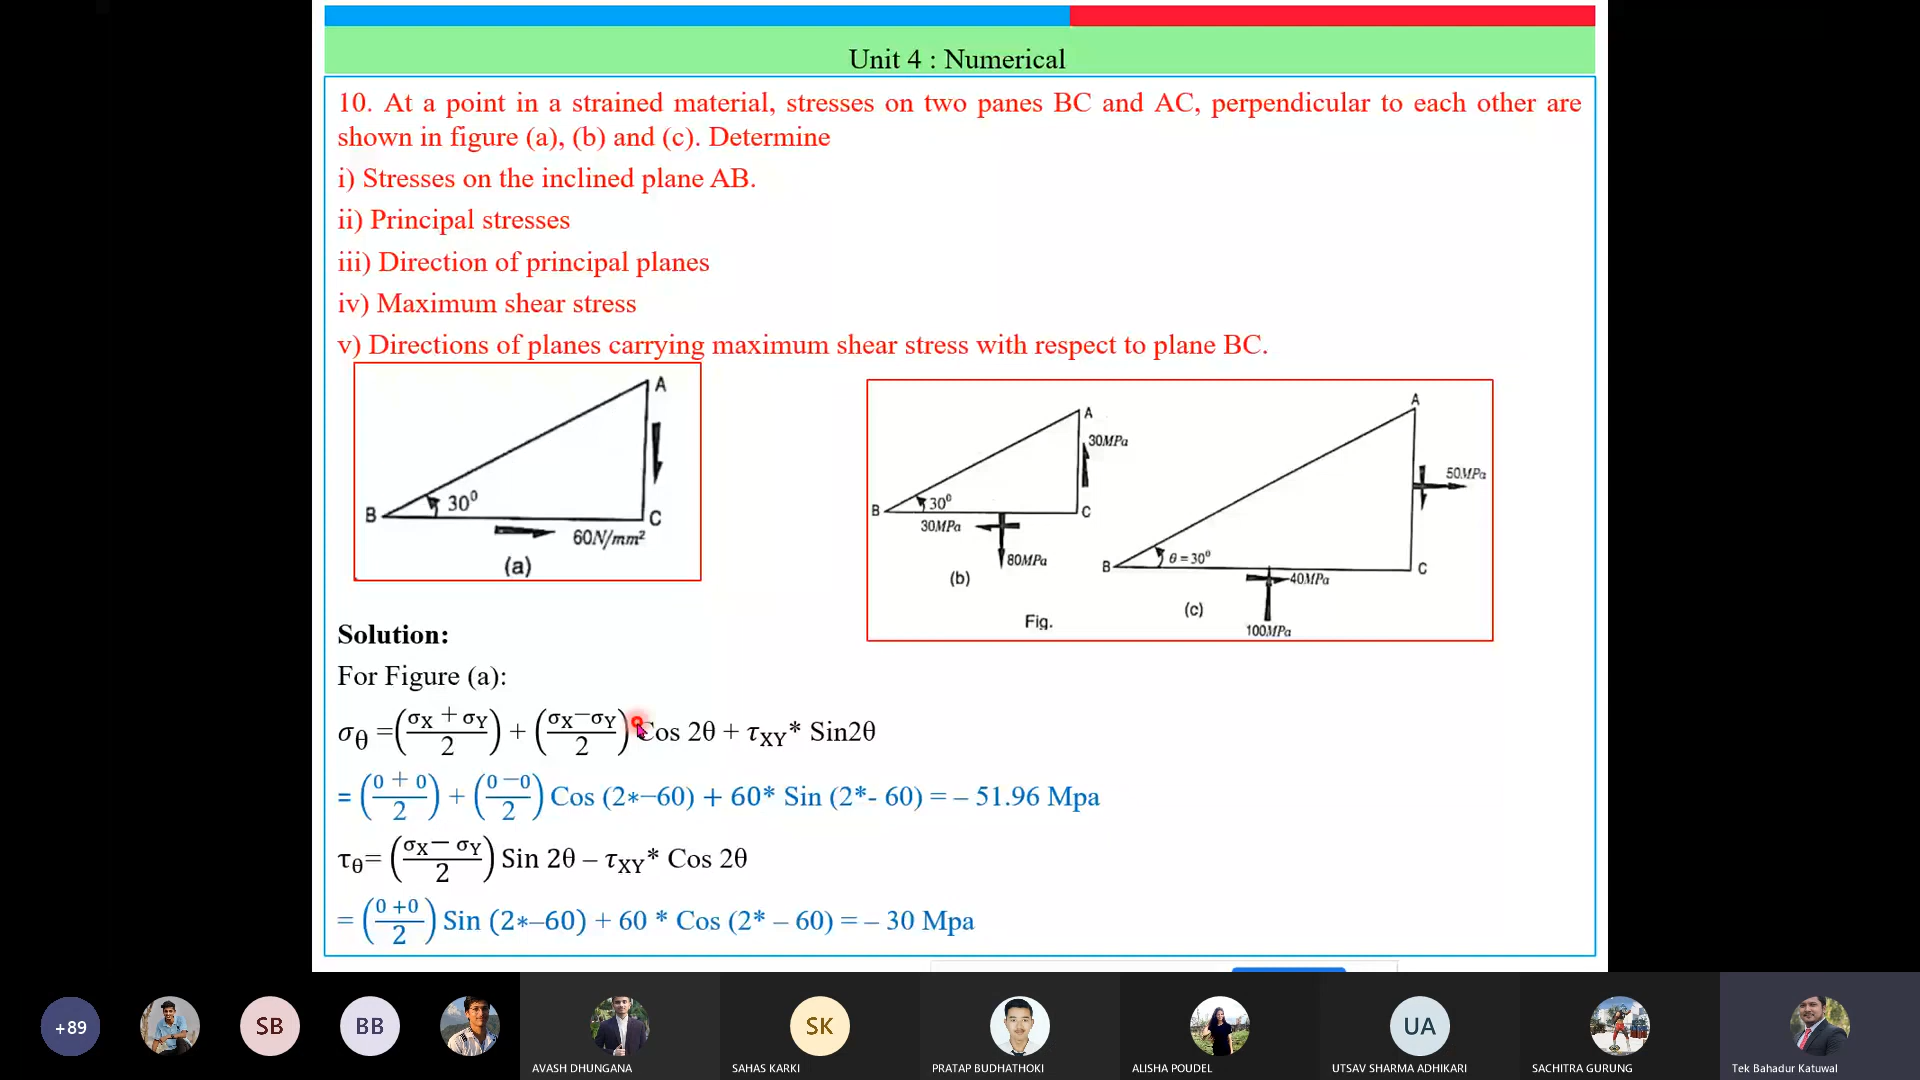 Unit 4 : Numerical
10. At a point in a strained material, stresses on two panes BC and AC, perpendicular to each other are
shown in figure (a), (b) and (c). Determine
i) Stresses on the inclined plane AB.
ii) Principal stresses
iii) Direction of principal planes
iv) Maximum shear stress
v) Directions of planes carrying maximum shear stress with respect to plane BC.
A
B
30⁰
C
60N/mm²
(a)
A
30MPa
B
30⁰
C
30MPa
80MPa
(b)
A
50MPa
B
θ = 30⁰
C
40MPa
(c)
100MPa
Fig.
Solution:
For Figure (a):
σθ =((σX + σY)/2) + ((σX−σY)/2) Cos 2θ + τXY* Sin2θ
= ((0 + 0)/2) + ((0 −0)/2) Cos (2*−60) + 60* Sin (2*- 60) = – 51.96 Mpa
τθ= ((σX− σY)/2) Sin 2θ – τXY* Cos 2θ
= ((0 +0)/2) Sin (2*–60) + 60 * Cos (2* – 60) = – 30 Mpa
+89
SB
BB
SK
UA
AVASH DHUNGANA
SAHAS KARKI
PRATAP BUDHATHOKI
ALISHA POUDEL
UTSAV SHARMA ADHIKARI
SACHITRA GURUNG
Tek Bahadur Katuwal